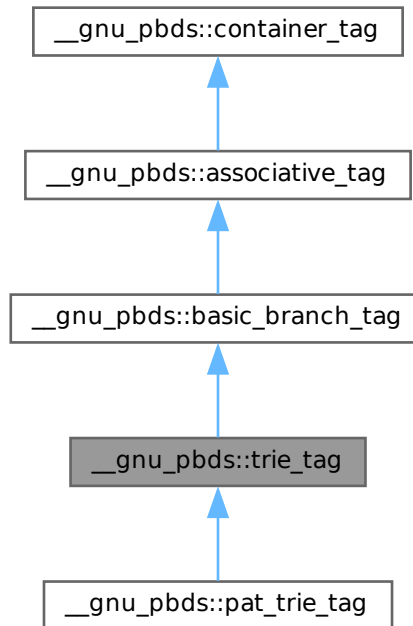 __gnu_pbds::container_tag
__gnu_pbds::associative_tag
__gnu_pbds::basic_branch_tag
__gnu_pbds::trie_tag
__gnu_pbds::pat_trie_tag